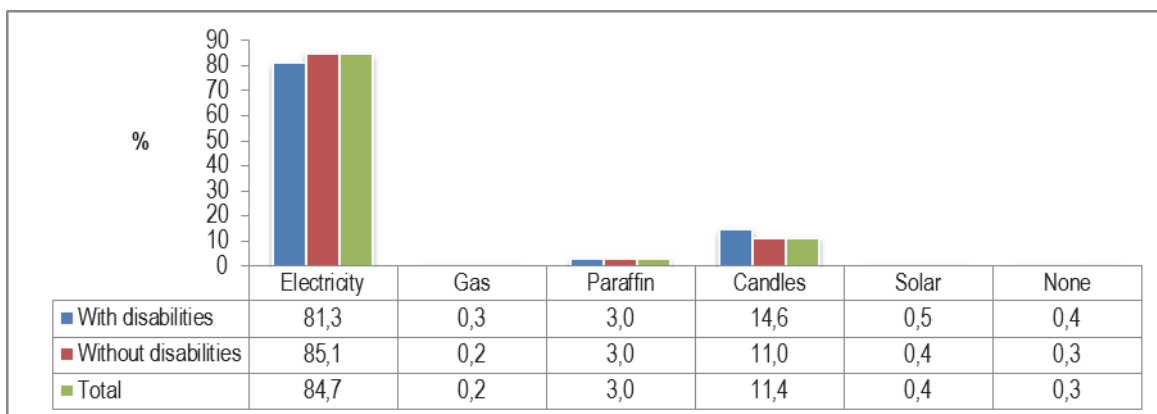 90
80
70
60
50
40
30
20
10
0
%
Electricity Gas Paraffin Candles Solar None
With disabilities 81,3 0,3 3,0 14,6 0,5 0,4
Without disabilities 85,1 0,2 3,0 11,0 0,4 0,3
Total 84,7 0,2 3,0 11,4 0,4 0,3